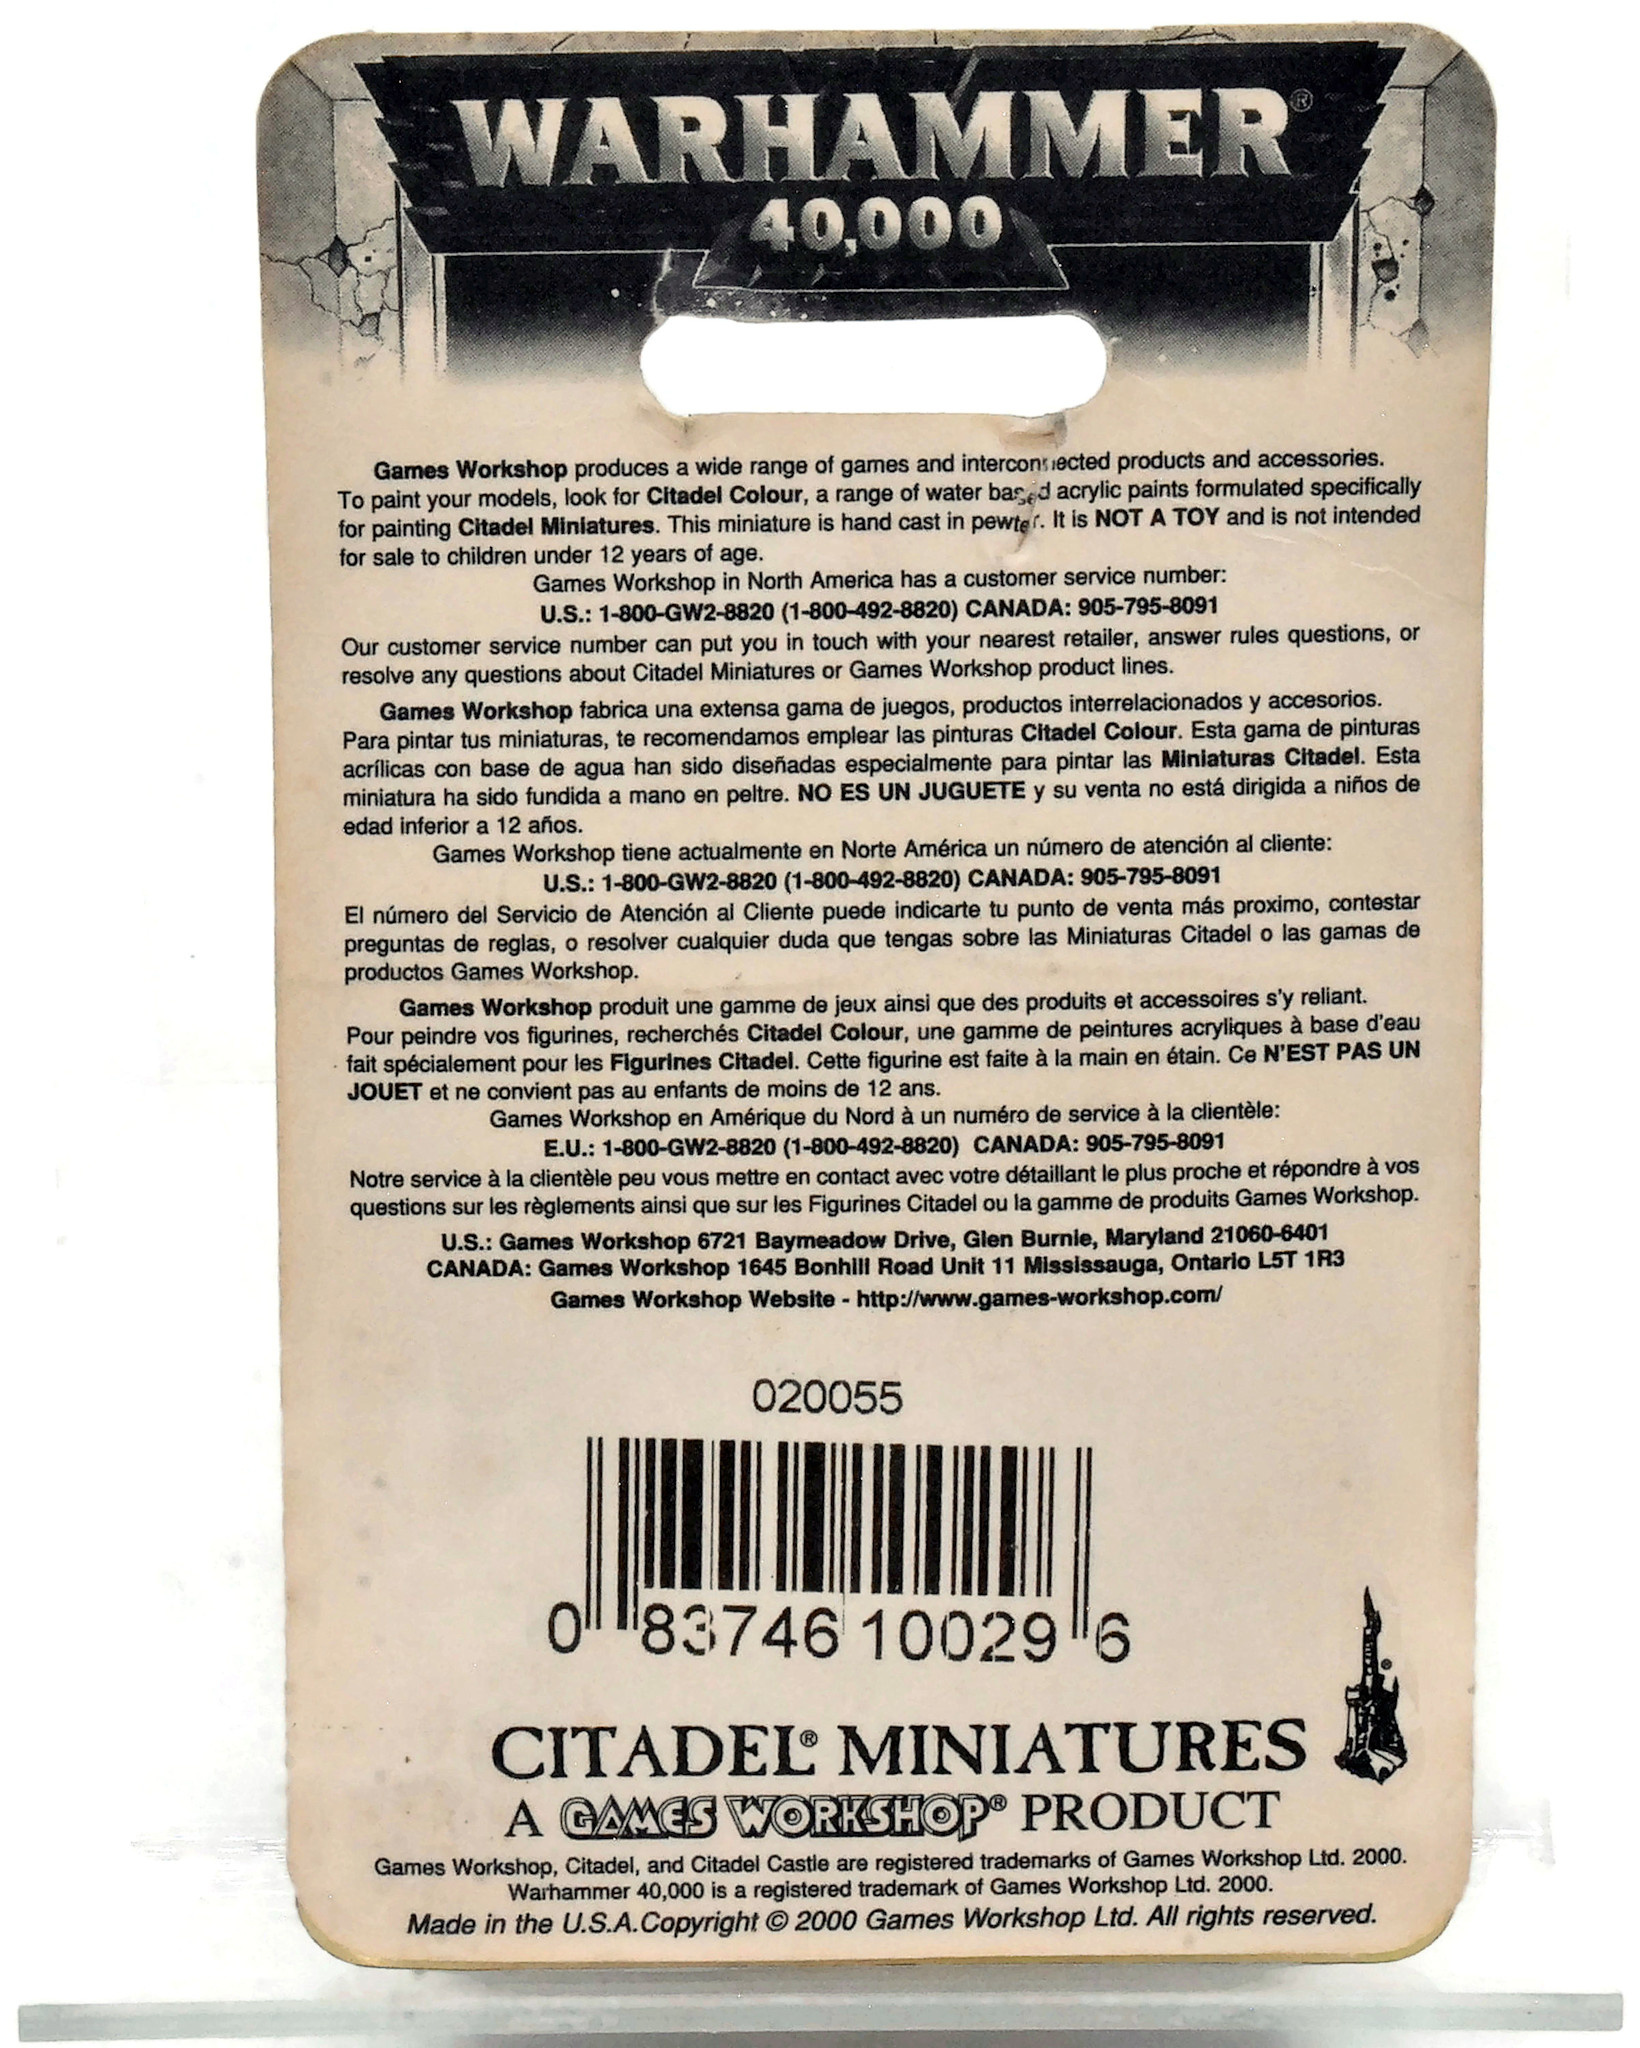 WARHAMMER®
40,000
Games Workshop produces a wide range of games and interconnected products and accessories.
To paint your models, look for Citadel Colour, a range of water based acrylic paints formulated specifically
for painting Citadel Miniatures. This miniature is hand cast in pewter. It is NOT A TOY and is not intended
for sale to children under 12 years of age.
Games Workshop in North America has a customer service number:
U.S.: 1-800-GW2-8820 (1-800-492-8820) CANADA: 905-795-8091
Our customer service number can put you in touch with your nearest retailer, answer rules questions, or
resolve any questions about Citadel Miniatures or Games Workshop product lines.
Games Workshop fabrica una extensa gama de juegos, productos interrelacionados y accesorios.
Para pintar tus miniaturas, te recomendamos emplear las pinturas Citadel Colour. Esta gama de pinturas
acrílicas con base de agua han sido diseñadas especialmente para pintar las Miniaturas Citadel. Esta
miniatura ha sido fundida a mano en peltre. NO ES UN JUGUETE y su venta no está dirigida a niños de
edad inferior a 12 años.
Games Workshop tiene actualmente en Norte América un número de atención al cliente:
U.S.: 1-800-GW2-8820 (1-800-492-8820) CANADA: 905-795-8091
El número del Servicio de Atención al Cliente puede indicarte tu punto de venta más proximo, contestar
preguntas de reglas, o resolver cualquier duda que tengas sobre las Miniaturas Citadel o las gamas de
productos Games Workshop.
Games Workshop produit une gamme de jeux ainsi que des produits et accessoires s'y reliant.
Pour peindre vos figurines, recherchés Citadel Colour, une gamme de peintures acryliques à base d'eau
fait spécialement pour les Figurines Citadel. Cette figurine est faite à la main en étain. Ce N'EST PAS UN
JOUET et ne convient pas au enfants de moins de 12 ans.
Games Workshop en Amérique du Nord à un numéro de service à la clientèle:
E.U.: 1-800-GW2-8820 (1-800-492-8820) CANADA: 905-795-8091
Notre service à la clientèle peu vous mettre en contact avec votre détaillant le plus proche et répondre à vos
questions sur les règlements ainsi que sur les Figurines Citadel ou la gamme de produits Games Workshop.
U.S.: Games Workshop 6721 Baymeadow Drive, Glen Burnie, Maryland 21060-6401
CANADA: Games Workshop 1645 Bonhill Road Unit 11 Mississauga, Ontario L5T 1R3
Games Workshop Website - http://www.games-workshop.com/
020055
0 83746 10029 6
CITADEL® MINIATURES
A GAMES WORKSHOP® PRODUCT
Games Workshop, Citadel, and Citadel Castle are registered trademarks of Games Workshop Ltd. 2000.
Warhammer 40,000 is a registered trademark of Games Workshop Ltd. 2000.
Made in the U.S.A.Copyright © 2000 Games Workshop Ltd. All rights reserved.